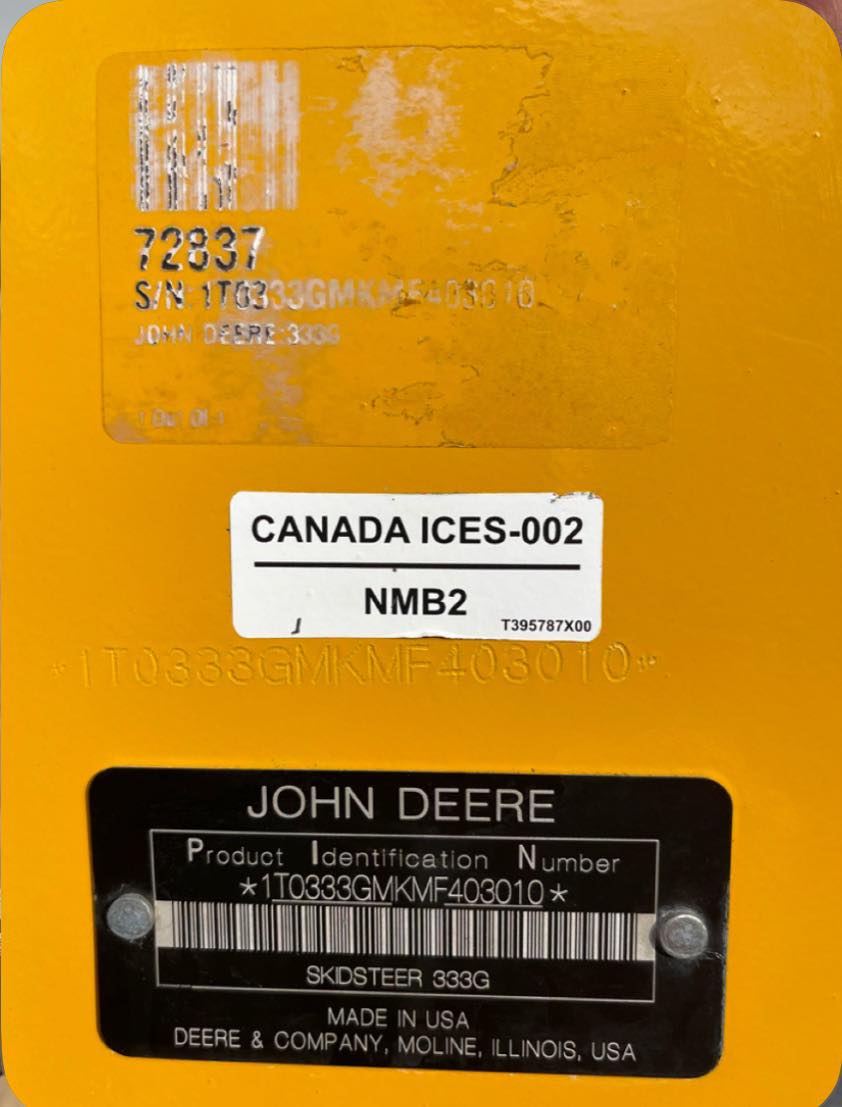 72837
S/N:1T0333GMKMF403010
JOHN DEERE:333G
CANADA ICES-002
NMB2
T395787X00
*1T0333GMKMF403010*
JOHN DEERE
Product Identification Number
*1T0333GMKMF403010*
SKIDSTEER 333G
MADE IN USA
DEERE & COMPANY, MOLINE, ILLINOIS, USA